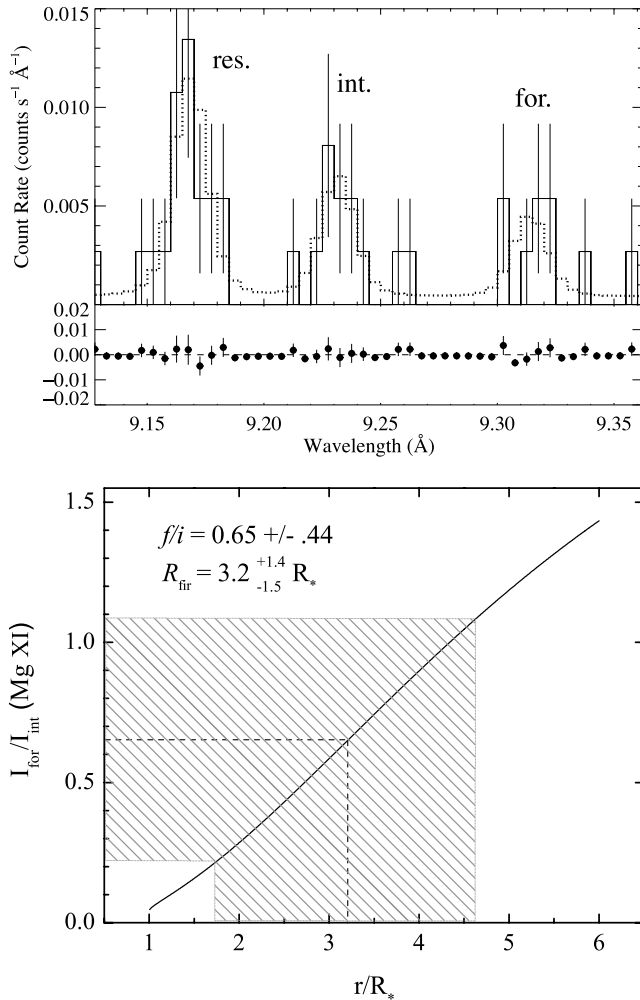 0.015
0.010
0.005
Count Rate (counts s⁻¹ Å⁻¹)
res.
int.
for.
0.02
0.01
0.00
−0.01
−0.02
9.15 9.20 9.25 9.30 9.35
Wavelength (Å)
1.5
1.0
0.5
0.0
I_for/I_int (Mg XI)
f/i = 0.65 +/- .44
R_fir = 3.2 +1.4 -1.5 R_*
1 2 3 4 5 6
r/R_*